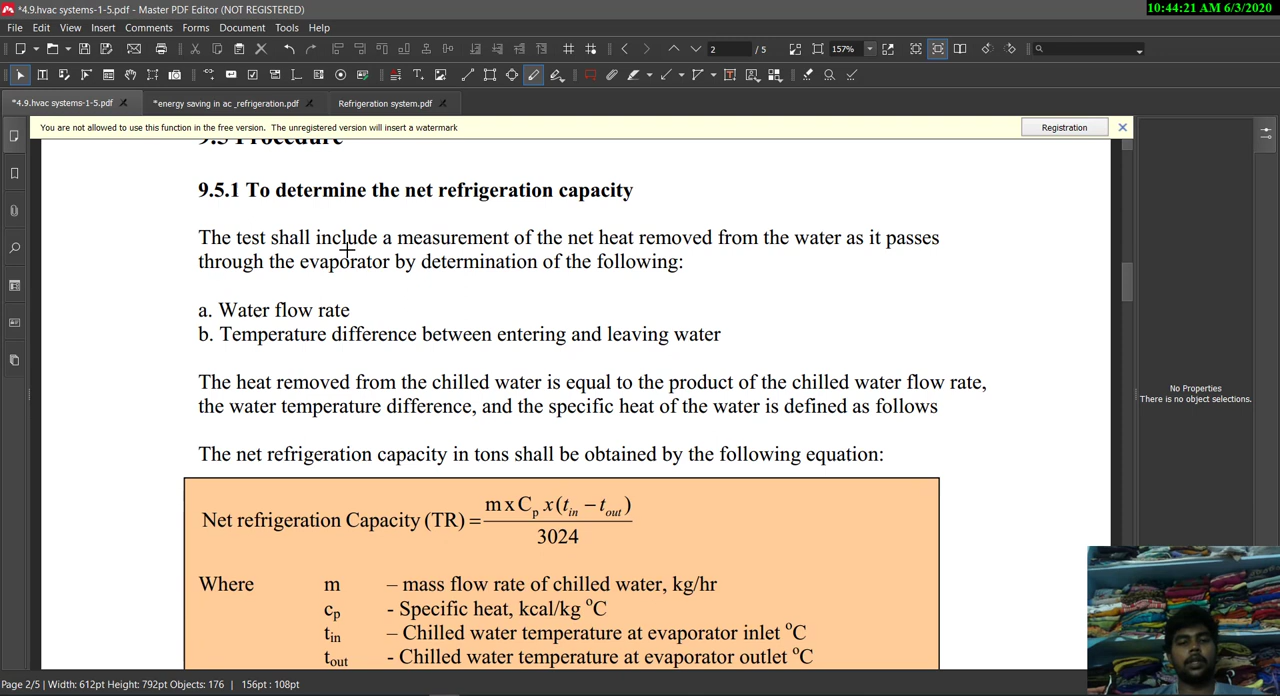 *4.9.hvac systems-1-5.pdf - Master PDF Editor (NOT REGISTERED)
10:44:21 AM 6/3/2020
File Edit View Insert Comments Forms Document Tools Help
2 / 5 157%
*4.9.hvac systems-1-5.pdf *energy saving in ac_refrigeration.pdf Refrigeration system.pdf
You are not allowed to use this function in the free version. The unregistered version will insert a watermark Registration
9.5 Procedure
9.5.1 To determine the net refrigeration capacity
The test shall include a measurement of the net heat removed from the water as it passes
through the evaporator by determination of the following:
a. Water flow rate
b. Temperature difference between entering and leaving water
The heat removed from the chilled water is equal to the product of the chilled water flow rate,
the water temperature difference, and the specific heat of the water is defined as follows
The net refrigeration capacity in tons shall be obtained by the following equation:
Net refrigeration Capacity (TR) = m x Cp x (tin – tout) / 3024
Where m – mass flow rate of chilled water, kg/hr
cp - Specific heat, kcal/kg °C
tin – Chilled water temperature at evaporator inlet °C
tout - Chilled water temperature at evaporator outlet °C
No Properties
There is no object selections.
Page 2/5 | Width: 612pt Height: 792pt Objects: 176 | 156pt : 108pt